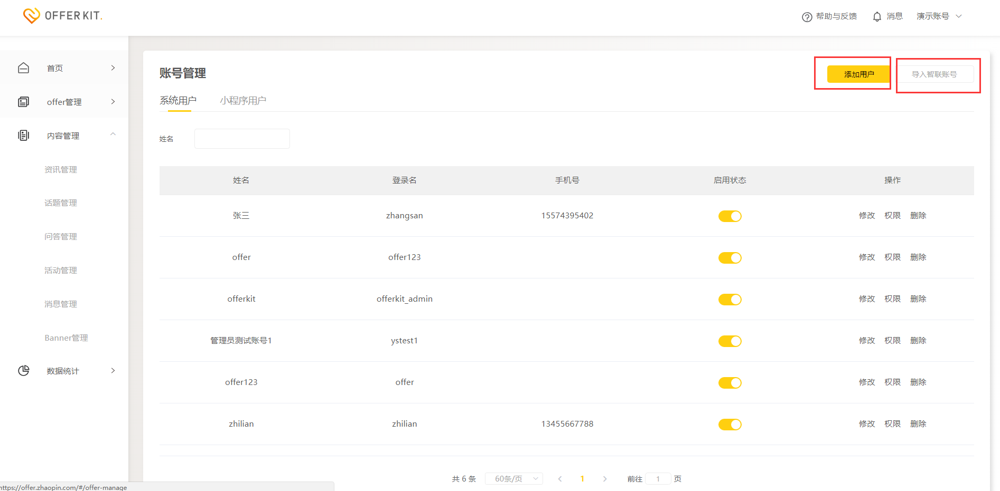 OFFER KIT.
帮助与反馈 消息 演示账号
首页
offer管理
内容管理
资讯管理
话题管理
问答管理
活动管理
消息管理
Banner管理
数据统计
账号管理
添加用户 导入智联账号
系统用户 小程序用户
姓名
姓名 登录名 手机号 启用状态 操作
张三 zhangsan 15574395402 修改 权限 删除
offer offer123 修改 权限 删除
offerkit offerkit_admin 修改 权限 删除
管理员测试账号1 ystest1 修改 权限 删除
offer123 offer 修改 权限 删除
zhilian zhilian 13455667788 修改 权限 删除
共 6 条 60条/页 1 前往 1 页
https://offer.zhaopin.com/#/offer-manage